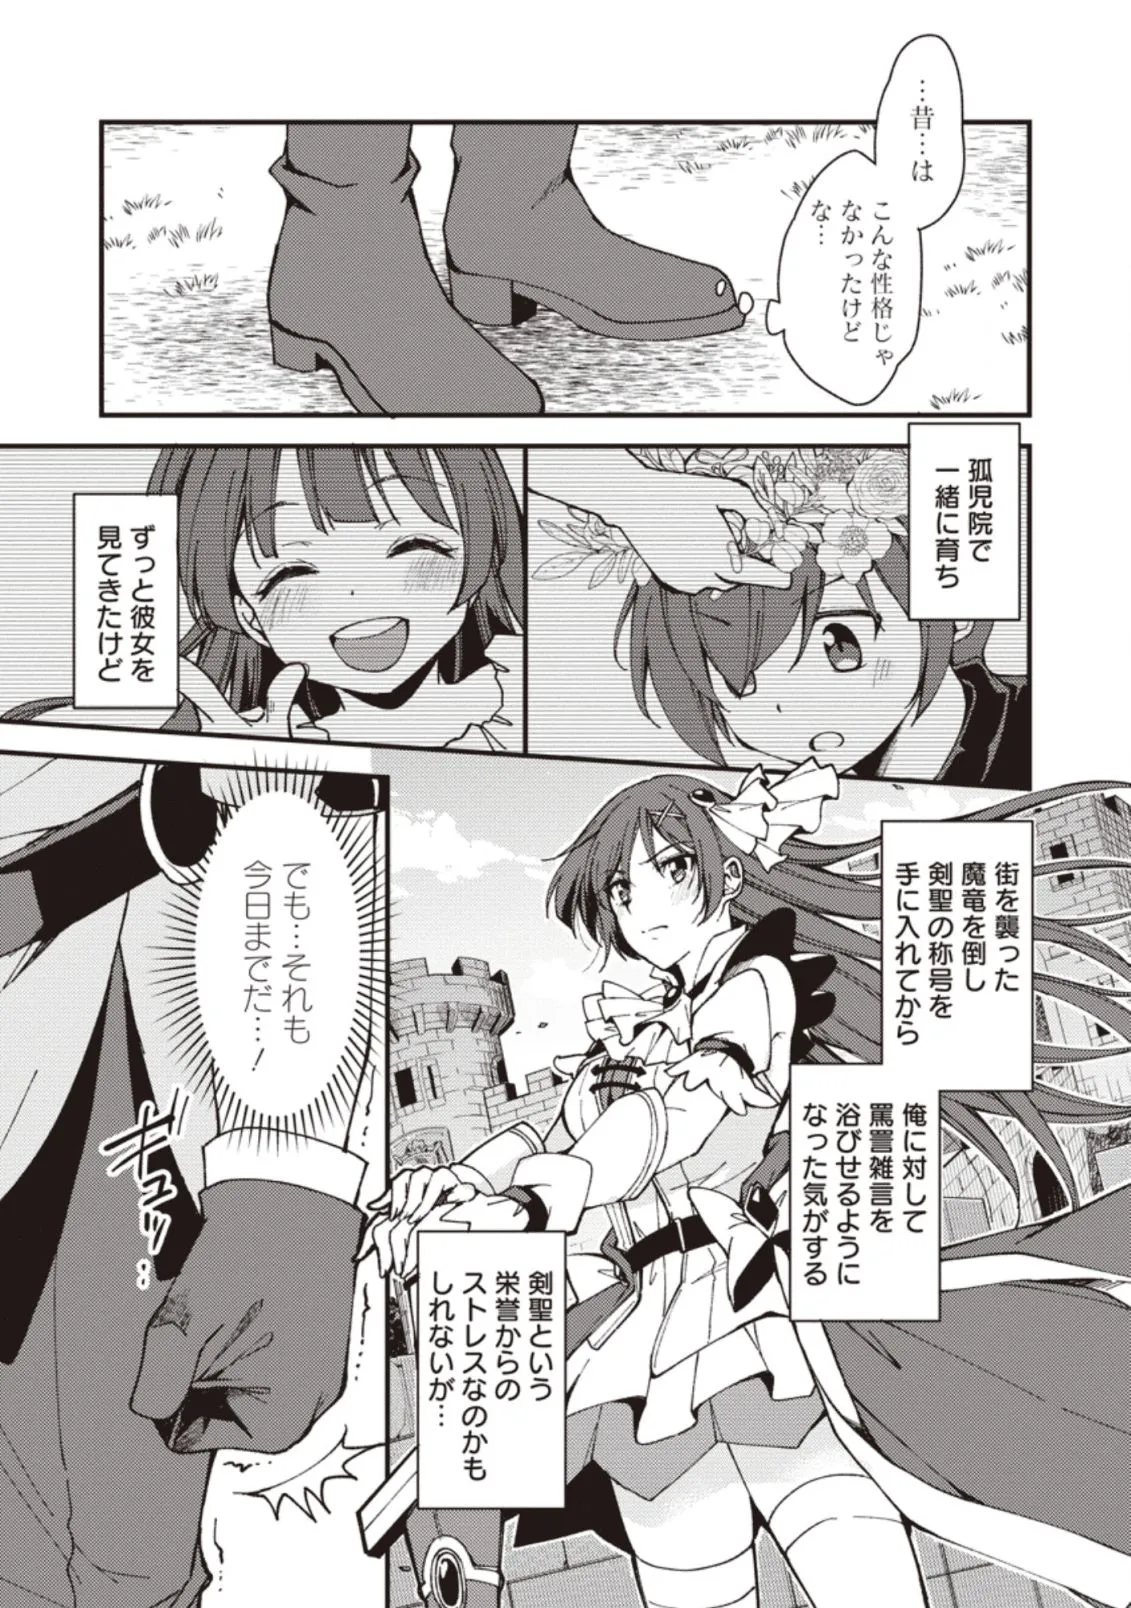 …昔…は
こんな性格じゃ
なかったけど
な…
孤児院で
一緒に育ち
ずっと彼女を
見てきたけど
街を襲った
魔竜を倒し
剣聖の称号を
手に入れてから
俺に対して
罵詈雑言を
浴びせるように
なった気がする
剣聖という
栄誉からの
ストレスなのかも
しれないが…
でも…それも
今日までだ…！
ギュッ…